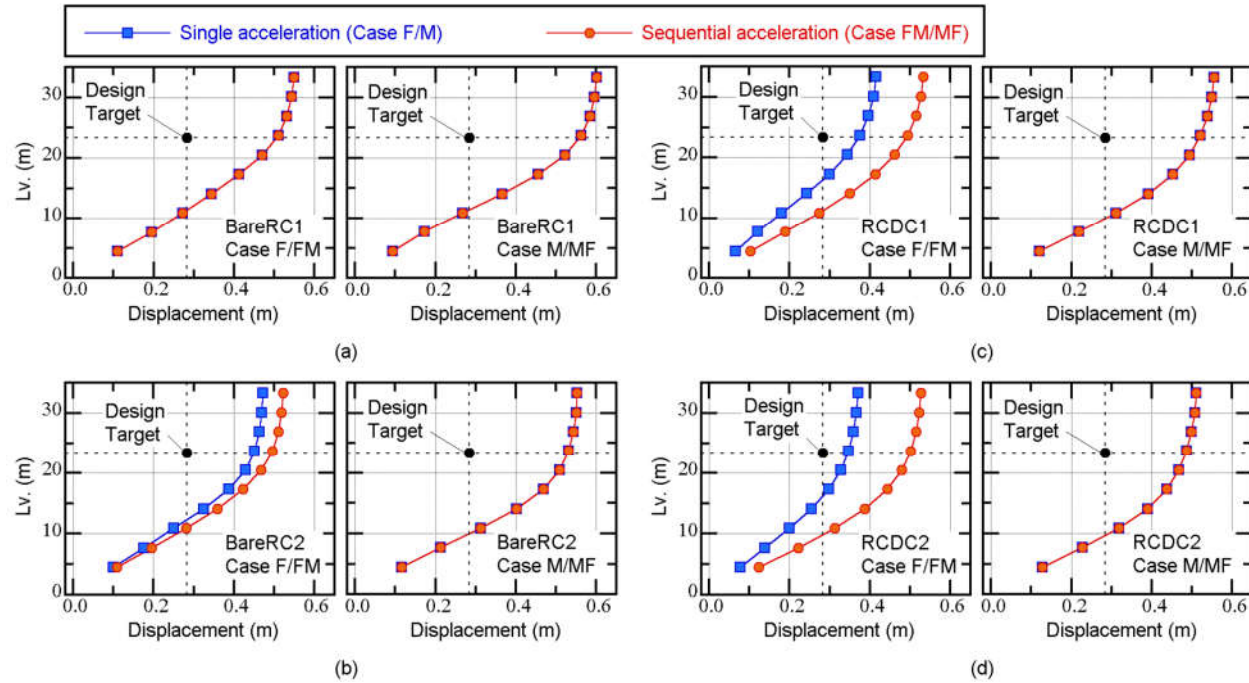 Single acceleration (Case F/M) Sequential acceleration (Case FM/MF)
Lv. (m)
30
20
10
0
Design
Target
BareRC1
Case F/FM
0.0 0.2 0.4 0.6
Displacement (m)
Design
Target
BareRC1
Case M/MF
0.0 0.2 0.4 0.6
Displacement (m)
(a)
Lv. (m)
30
20
10
0
Design
Target
RCDC1
Case F/FM
0.0 0.2 0.4 0.6
Displacement (m)
Design
Target
RCDC1
Case M/MF
0.0 0.2 0.4 0.6
Displacement (m)
(c)
Lv. (m)
30
20
10
0
Design
Target
BareRC2
Case F/FM
0.0 0.2 0.4 0.6
Displacement (m)
Design
Target
BareRC2
Case M/MF
0.0 0.2 0.4 0.6
Displacement (m)
(b)
Lv. (m)
30
20
10
0
Design
Target
RCDC2
Case F/FM
0.0 0.2 0.4 0.6
Displacement (m)
Design
Target
RCDC2
Case M/MF
0.0 0.2 0.4 0.6
Displacement (m)
(d)